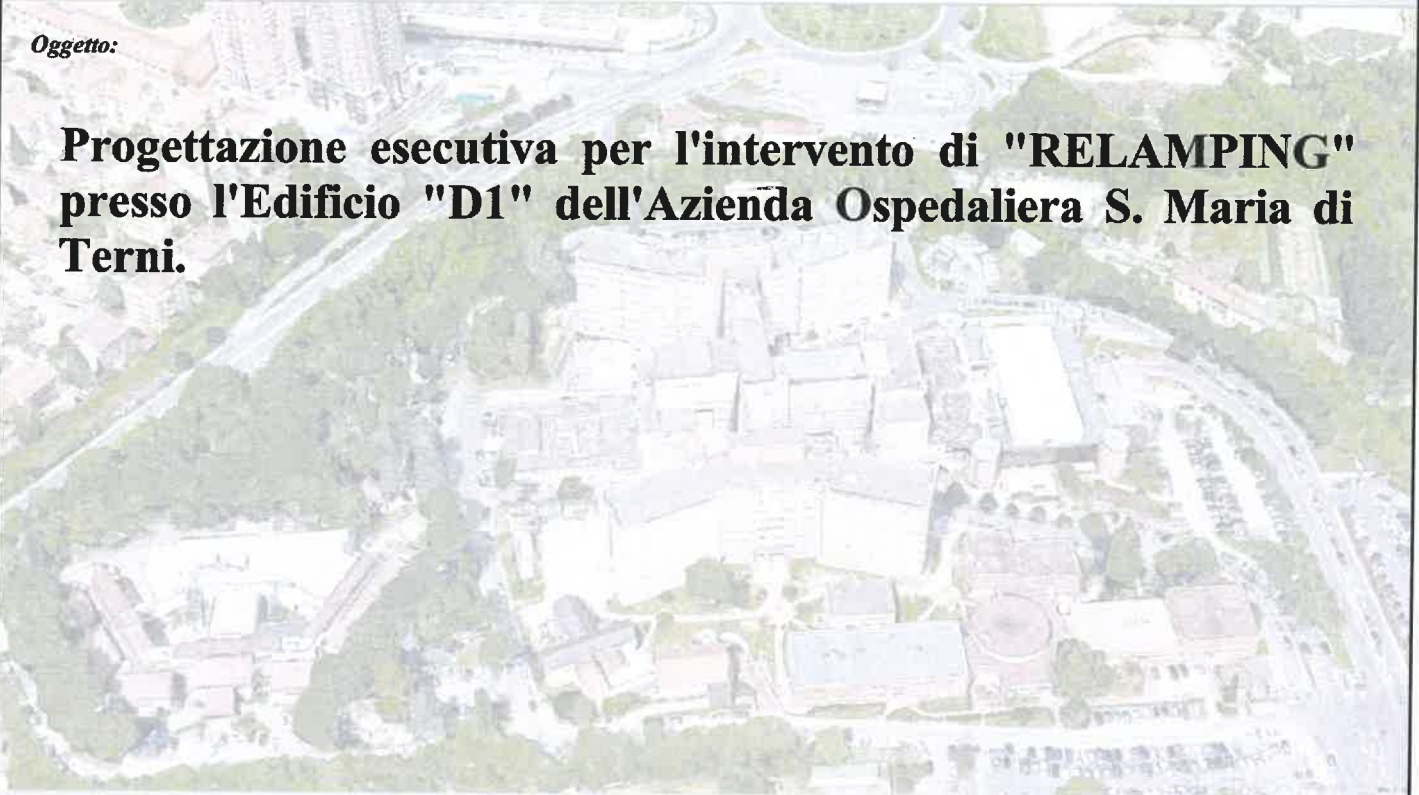 Oggetto:
Progettazione esecutiva per l'intervento di "RELAMPING"
presso l'Edificio "D1" dell'Azienda Ospedaliera S. Maria di
Terni.